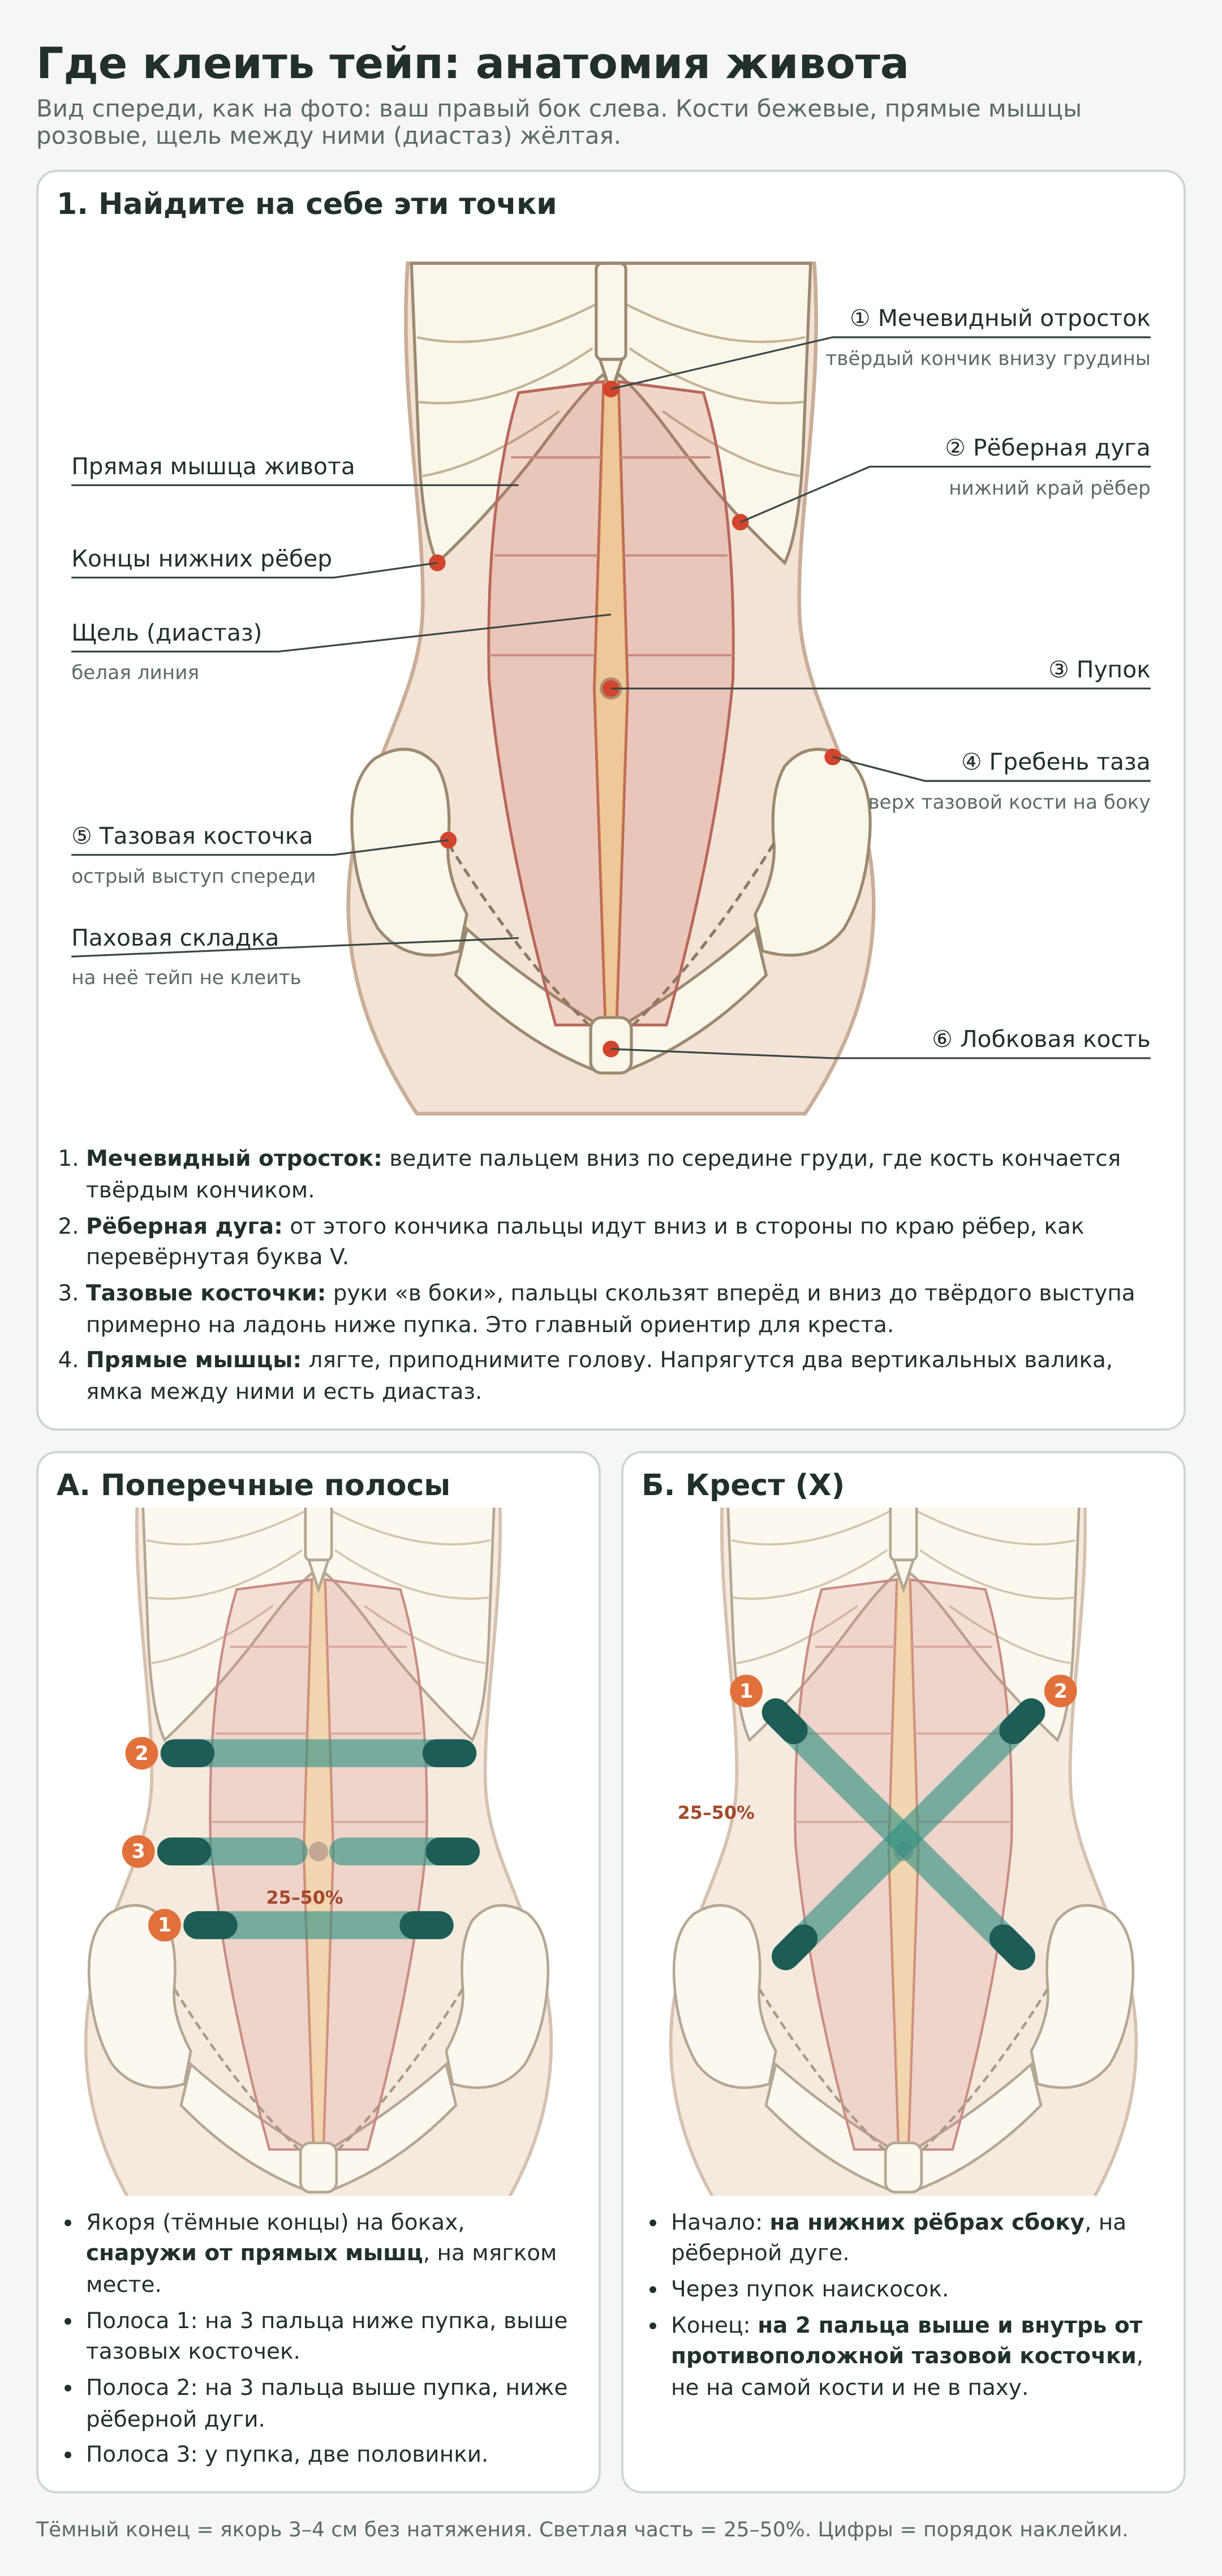 Где клеить тейп: анатомия живота
Вид спереди, как на фото: ваш правый бок слева. Кости бежевые, прямые мышцы
розовые, щель между ними (диастаз) жёлтая.
1. Найдите на себе эти точки
① Мечевидный отросток
твёрдый кончик внизу грудины
② Рёберная дуга
нижний край рёбер
Прямая мышца живота
Концы нижних рёбер
Щель (диастаз)
белая линия
③ Пупок
④ Гребень таза
верх тазовой кости на боку
⑤ Тазовая косточка
острый выступ спереди
Паховая складка
на неё тейп не клеить
⑥ Лобковая кость
1. Мечевидный отросток: ведите пальцем вниз по середине груди, где кость кончается
твёрдым кончиком.
2. Рёберная дуга: от этого кончика пальцы идут вниз и в стороны по краю рёбер, как
перевёрнутая буква V.
3. Тазовые косточки: руки «в боки», пальцы скользят вперёд и вниз до твёрдого выступа
примерно на ладонь ниже пупка. Это главный ориентир для креста.
4. Прямые мышцы: лягте, приподнимите голову. Напрягутся два вертикальных валика,
ямка между ними и есть диастаз.
А. Поперечные полосы
2
3
25–50%
1
• Якоря (тёмные концы) на боках,
снаружи от прямых мышц, на мягком
месте.
• Полоса 1: на 3 пальца ниже пупка, выше
тазовых косточек.
• Полоса 2: на 3 пальца выше пупка, ниже
рёберной дуги.
• Полоса 3: у пупка, две половинки.
Б. Крест (X)
1
2
25–50%
• Начало: на нижних рёбрах сбоку, на
рёберной дуге.
• Через пупок наискосок.
• Конец: на 2 пальца выше и внутрь от
противоположной тазовой косточки,
не на самой кости и не в паху.
Тёмный конец = якорь 3–4 см без натяжения. Светлая часть = 25–50%. Цифры = порядок наклейки.